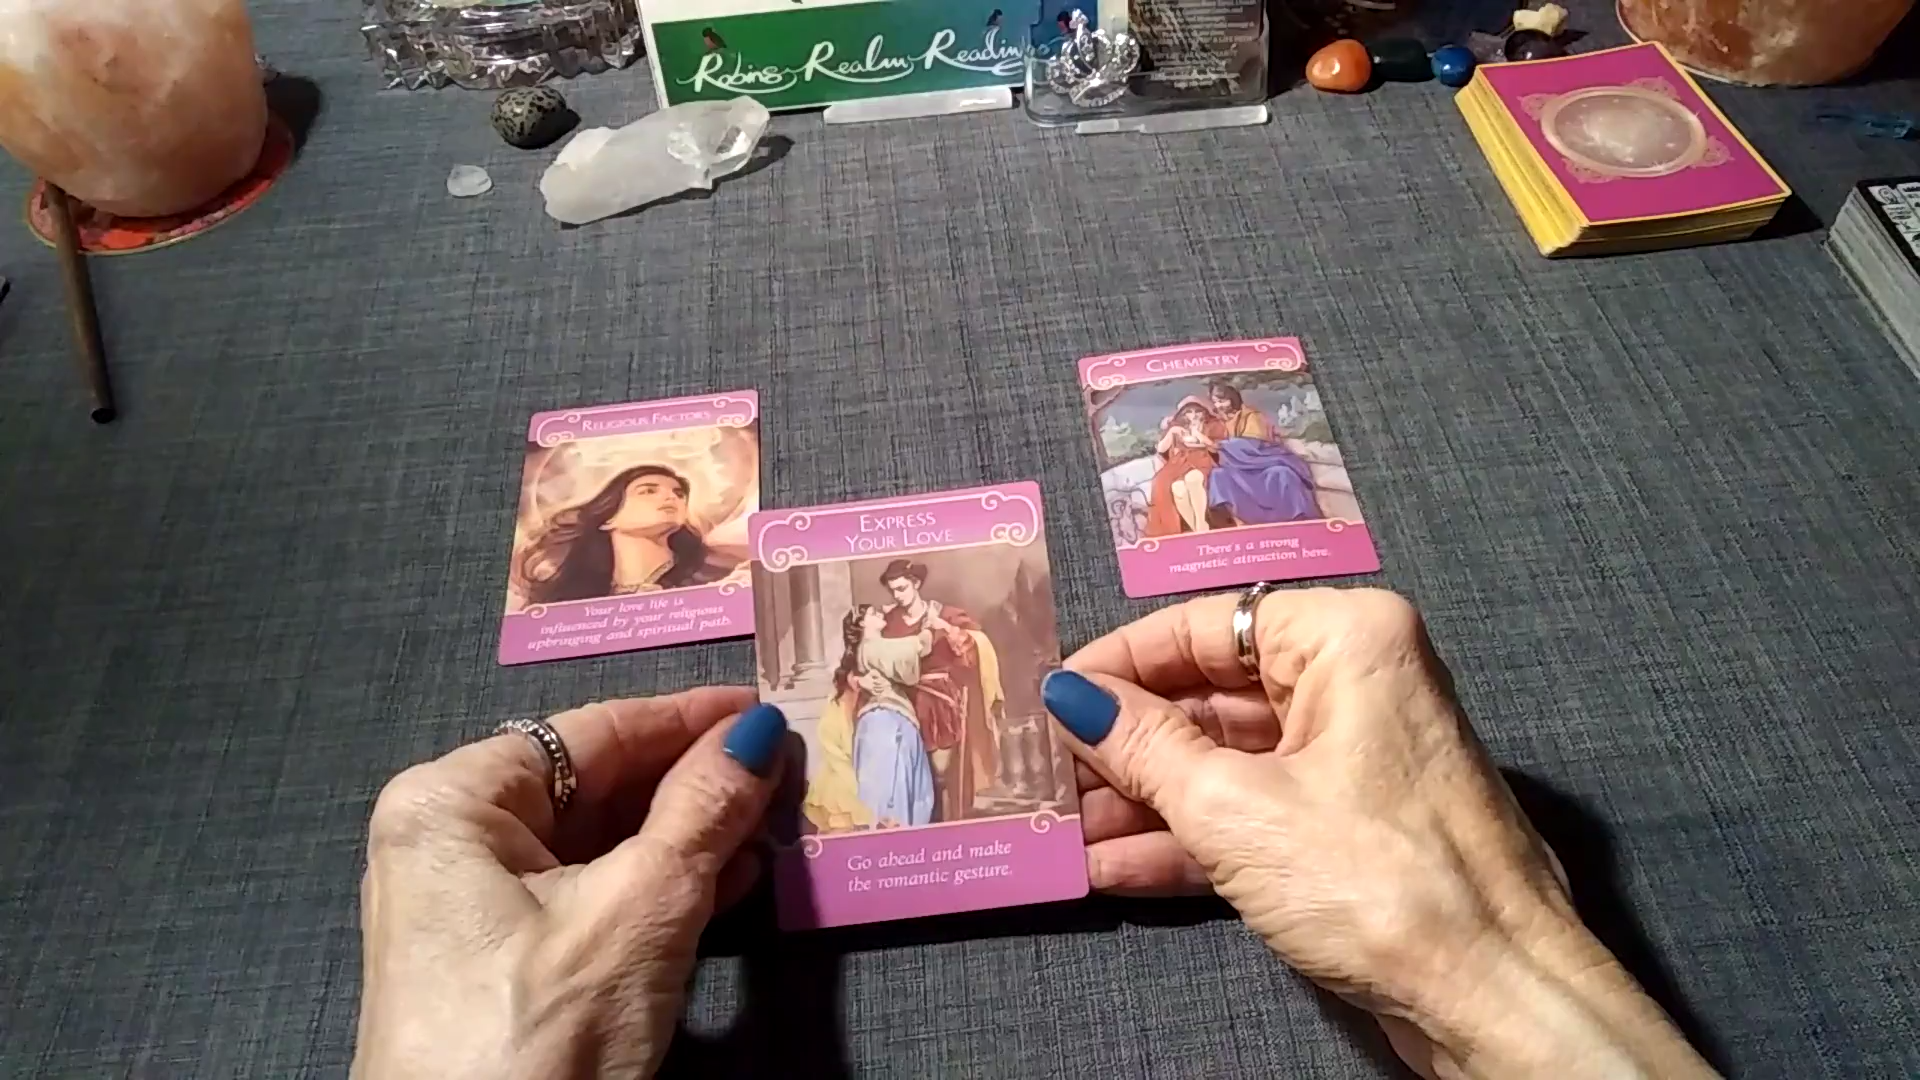 Robins Realm Readings
RELIGIOUS FACTORS
Your love life is
influenced by your religious
upbringing and spiritual path.
EXPRESS
YOUR LOVE
Go ahead and make
the romantic gesture.
CHEMISTRY
There's a strong
magnetic attraction here.